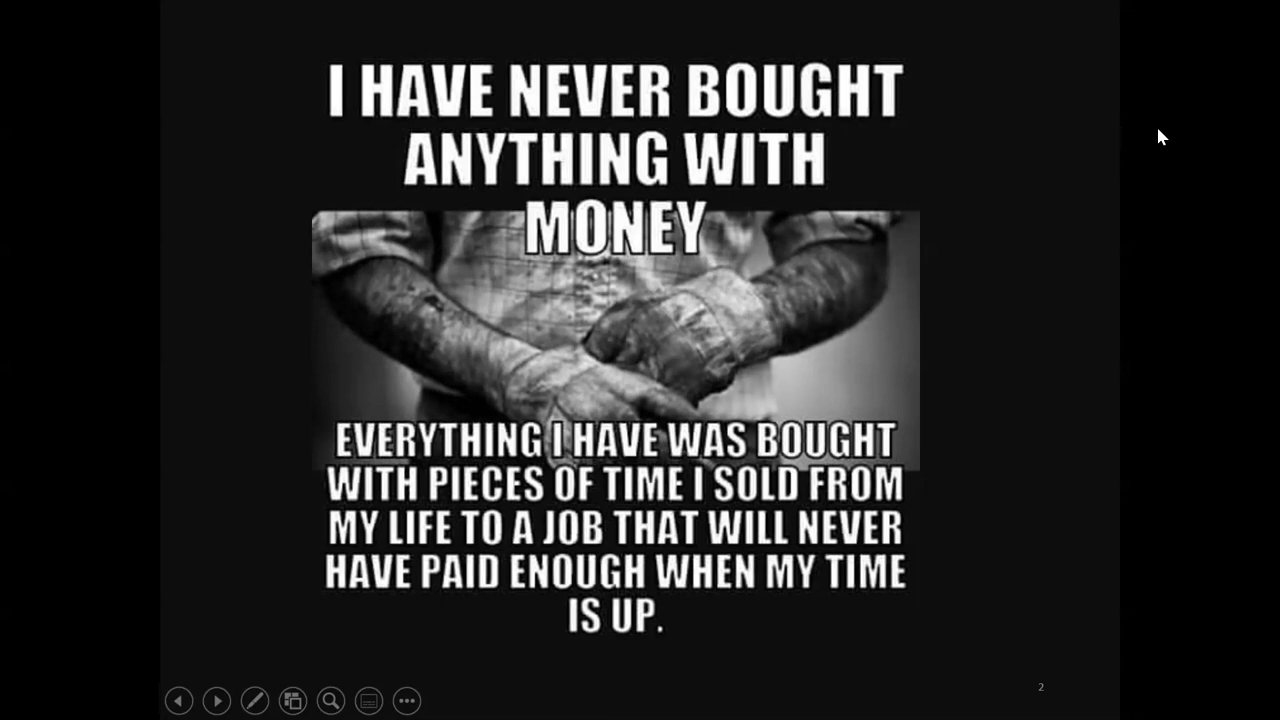 I HAVE NEVER BOUGHT
ANYTHING WITH
MONEY
EVERYTHING I HAVE WAS BOUGHT
WITH PIECES OF TIME I SOLD FROM
MY LIFE TO A JOB THAT WILL NEVER
HAVE PAID ENOUGH WHEN MY TIME
IS UP.
2